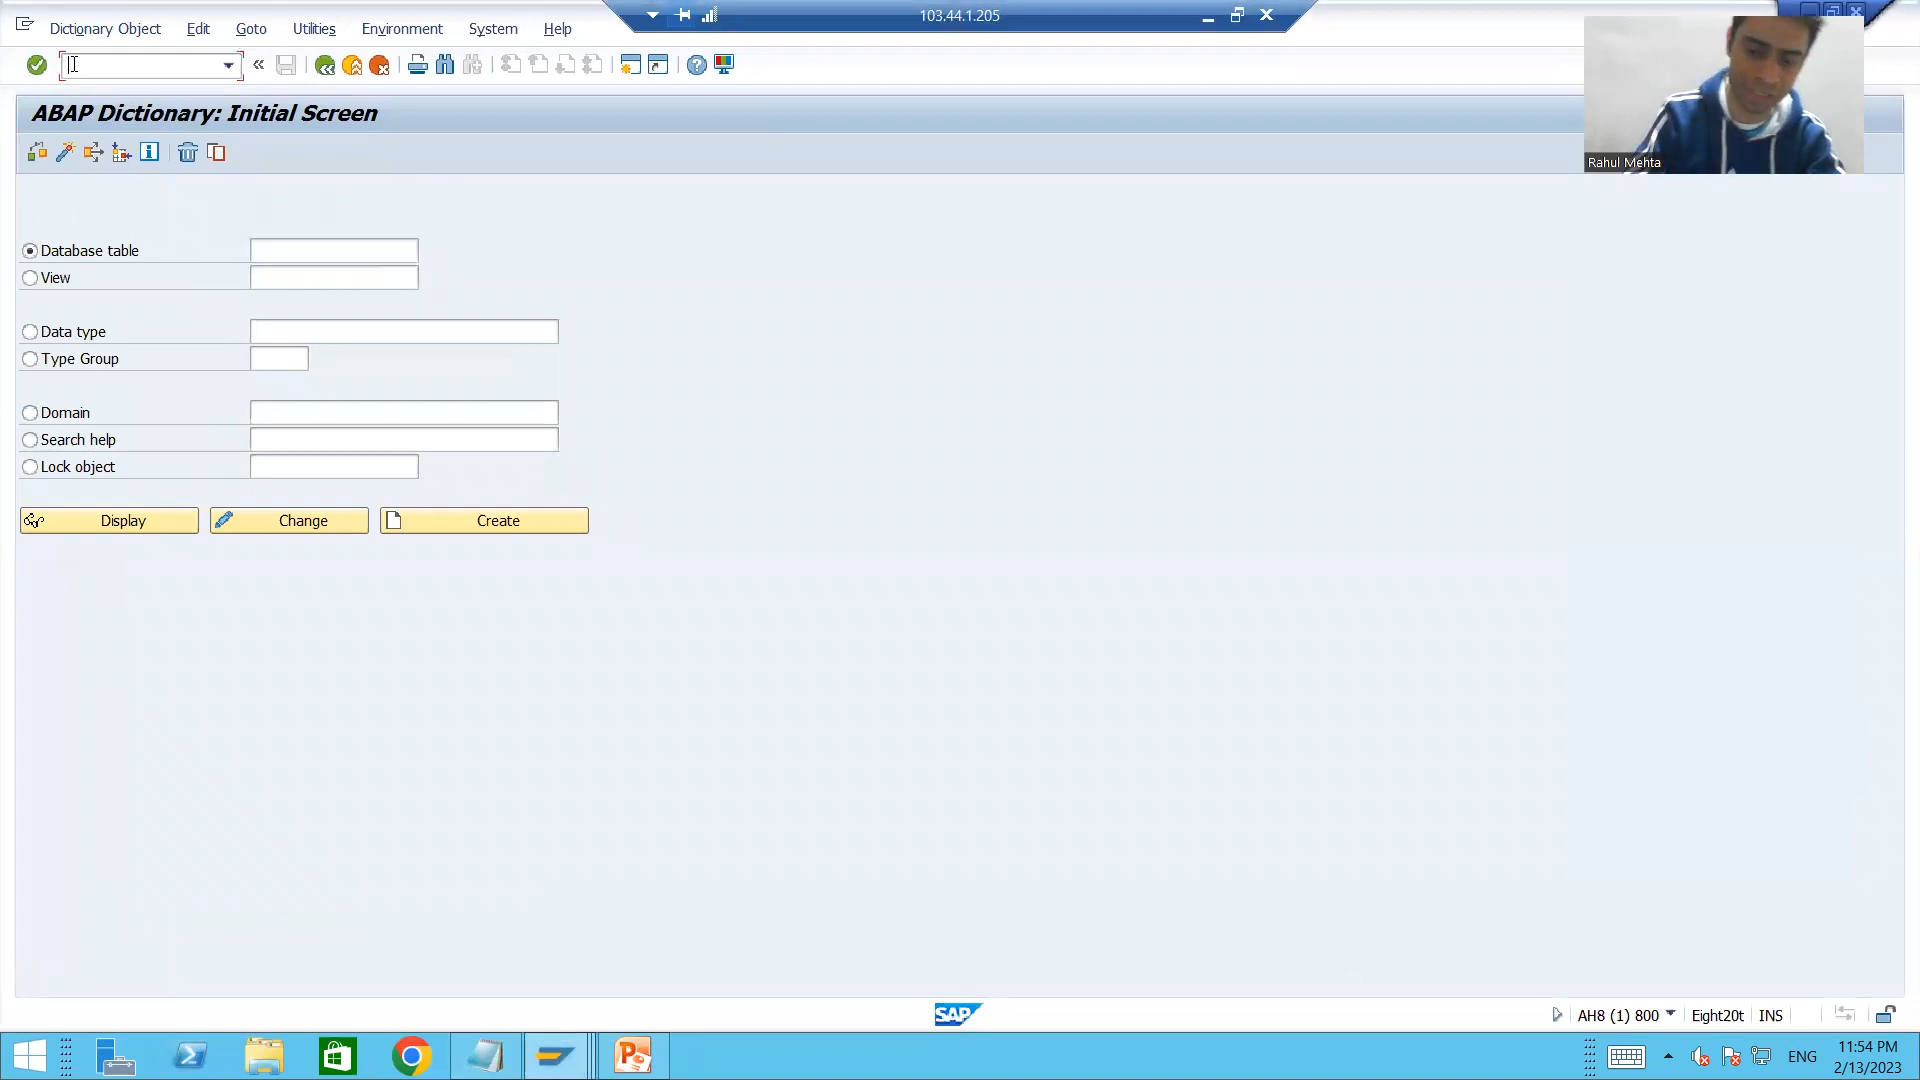 103.44.1.205
Dictionary Object Edit Goto Utilities Environment System Help
ABAP Dictionary: Initial Screen
Rahul Mehta
Database table
View
Data type
Type Group
Domain
Search help
Lock object
Display Change Create
SAP
AH8 (1) 800 Eight20t INS
ENG
11:54 PM
2/13/2023